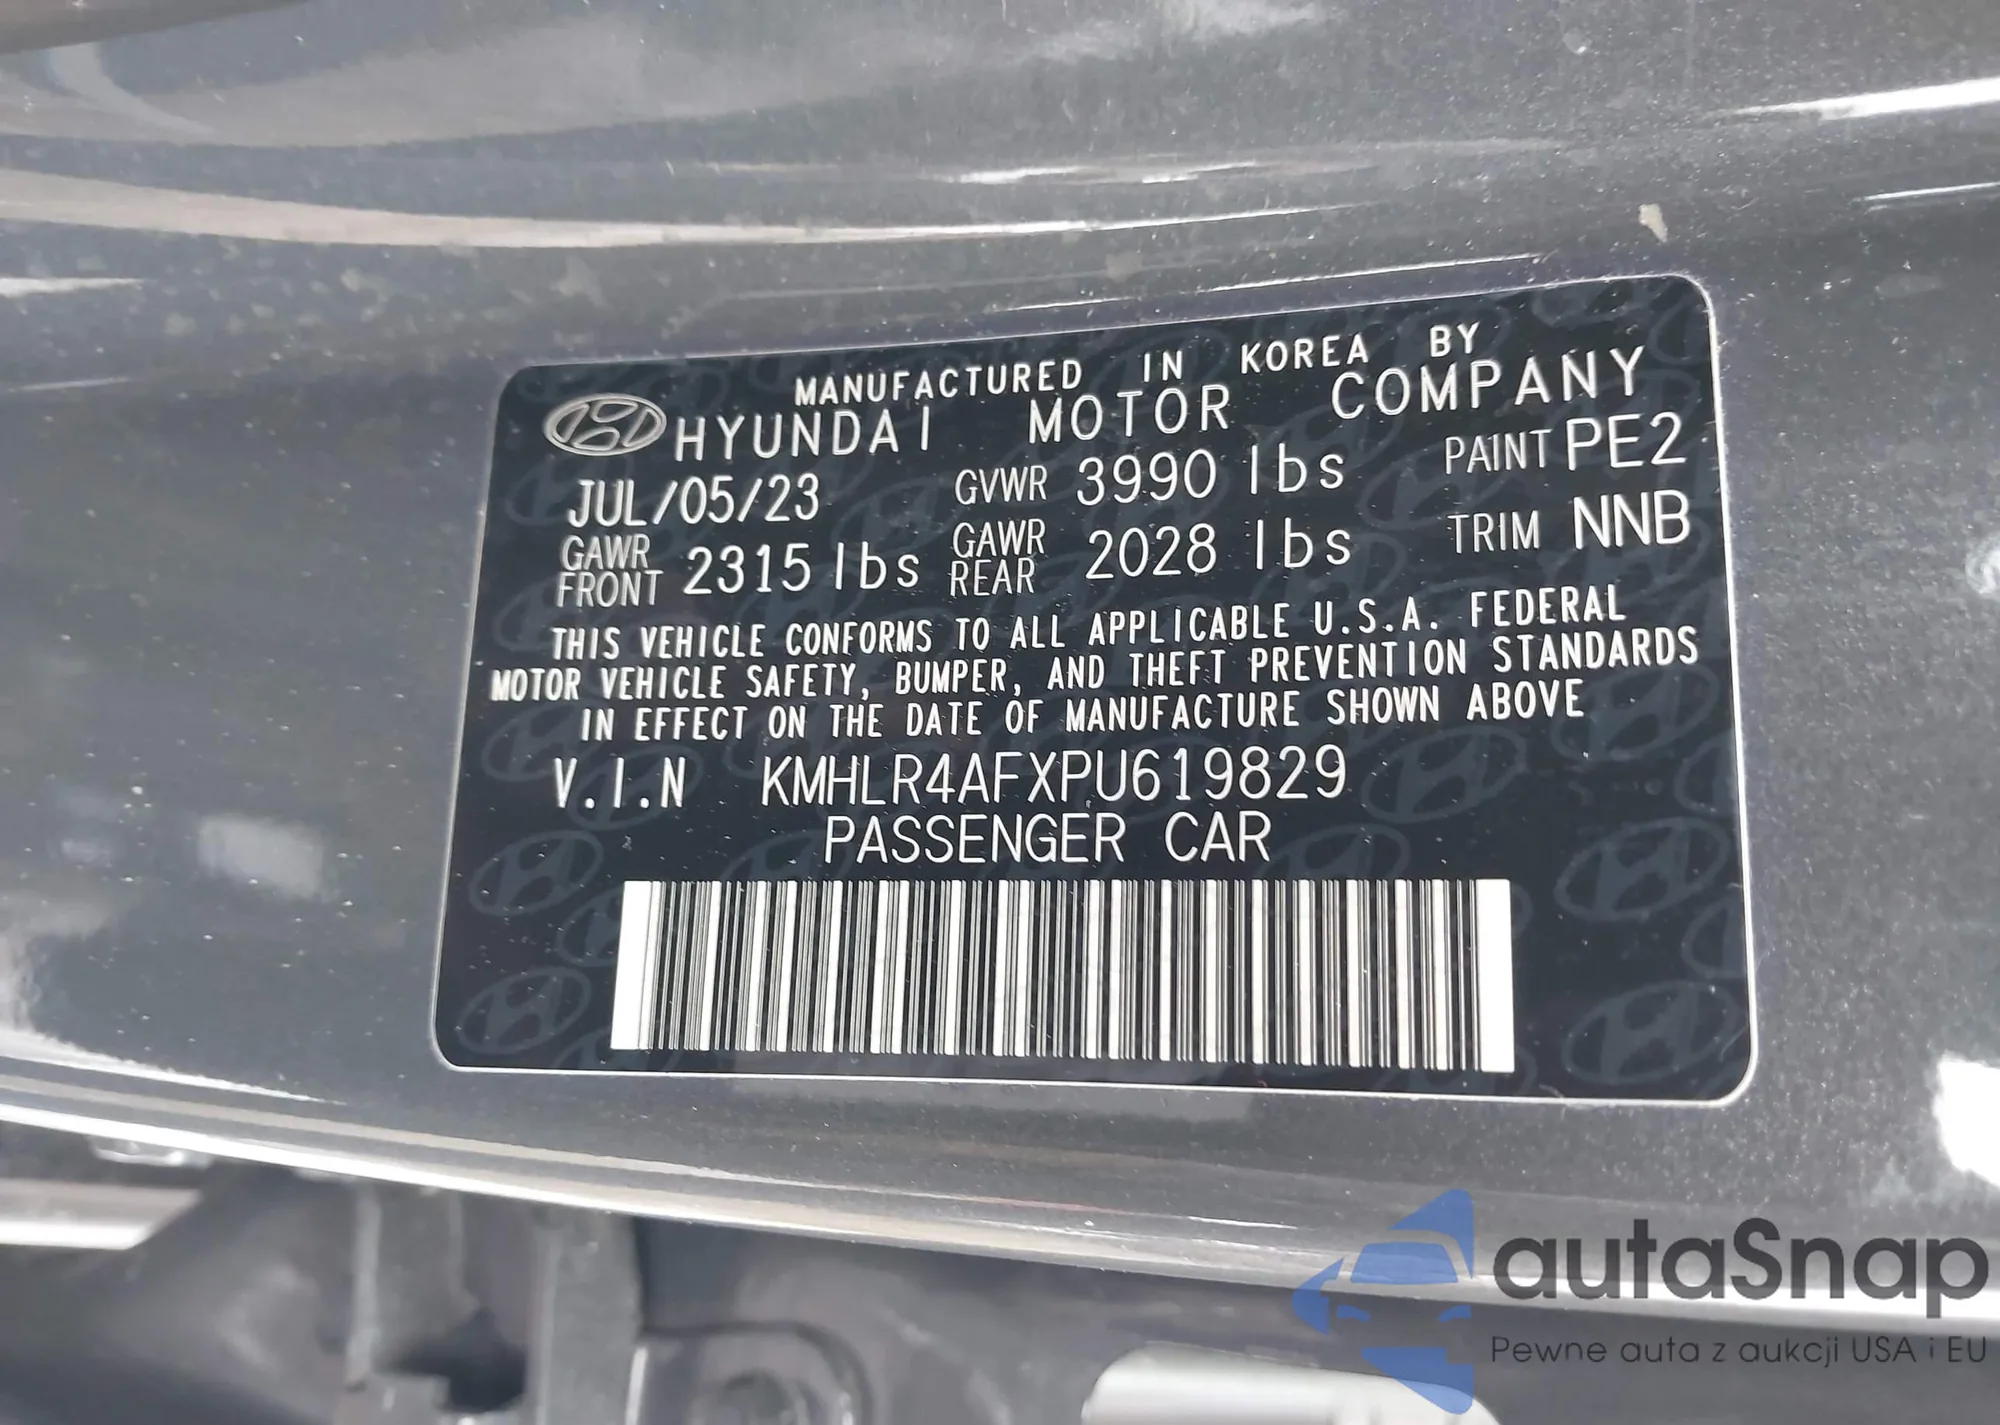 MANUFACTURED IN KOREA BY
HYUNDAI MOTOR COMPANY
JUL/05/23 GVWR 3990 lbs PAINT PE2
GAWR FRONT 2315 lbs GAWR REAR 2028 lbs TRIM NNB
THIS VEHICLE CONFORMS TO ALL APPLICABLE U.S.A. FEDERAL
MOTOR VEHICLE SAFETY, BUMPER, AND THEFT PREVENTION STANDARDS
IN EFFECT ON THE DATE OF MANUFACTURE SHOWN ABOVE
V.I.N KMHLR4AFXPU619829
PASSENGER CAR
autaSnap
Pewne auta z aukcji USA i EU